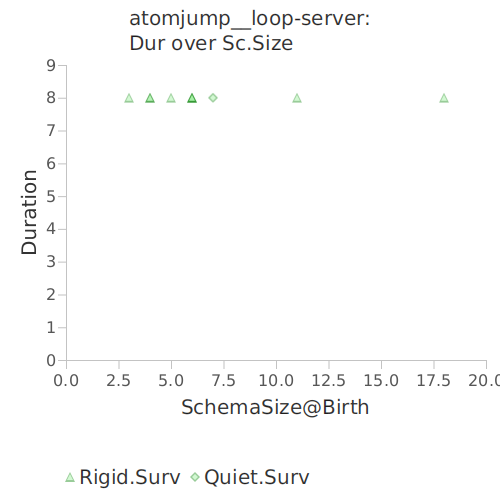 atomjump__loop-server:
Dur over Sc.Size
9
8
7
6
5
4
3
2
1
0
Duration
0.0 2.5 5.0 7.5 10.0 12.5 15.0 17.5 20.0
SchemaSize@Birth
Rigid.Surv Quiet.Surv